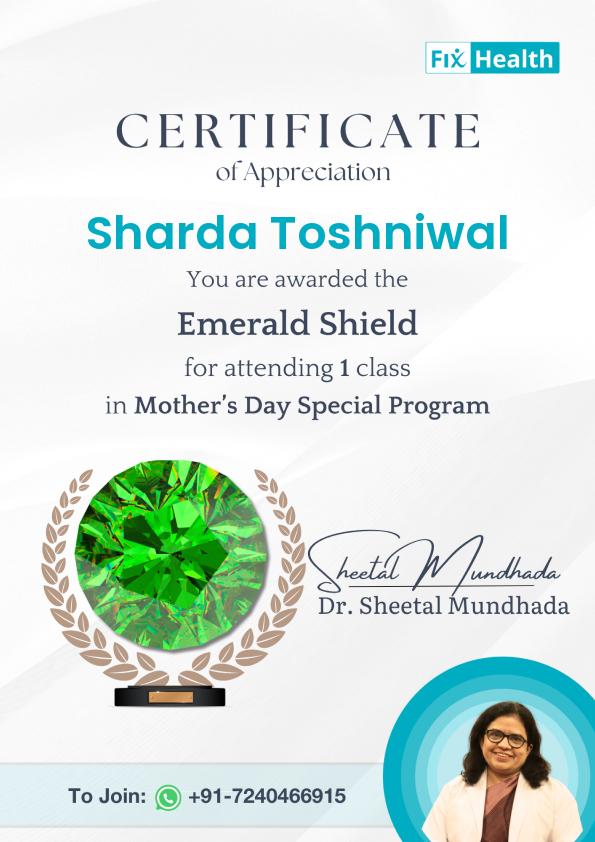 Fix Health
CERTIFICATE
of Appreciation
Sharda Toshniwal
You are awarded the
Emerald Shield
for attending 1 class
in Mother’s Day Special Program
Sheetal Mundhada
Dr. Sheetal Mundhada
To Join: +91-7240466915